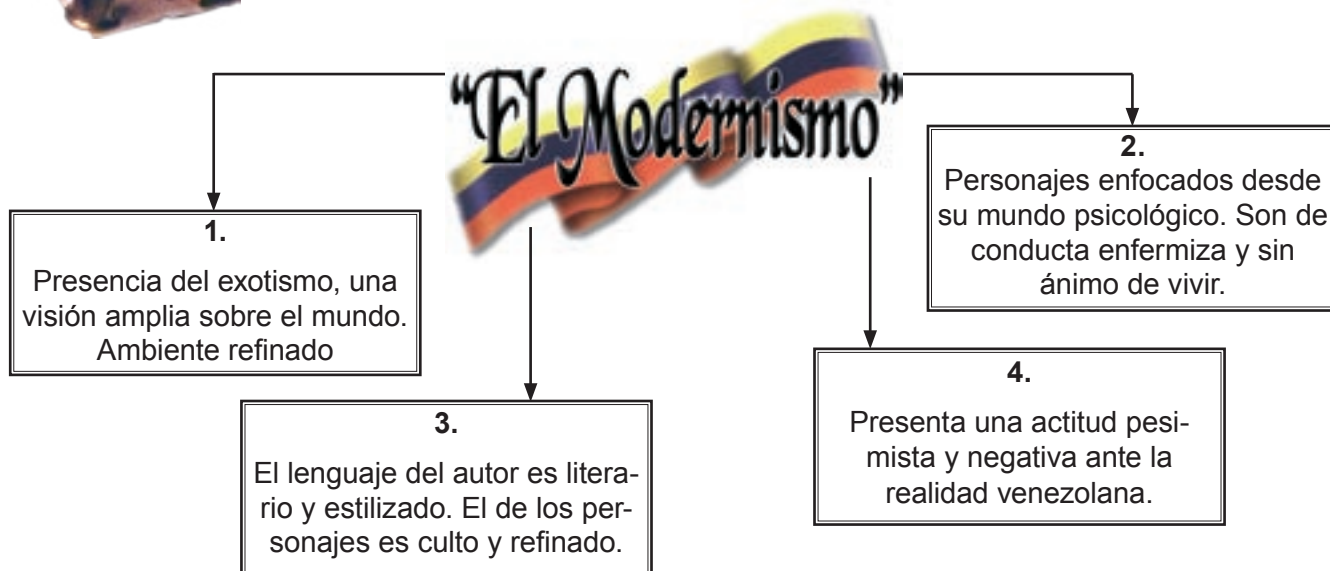 “El Modernismo”
1.
Presencia del exotismo, una
visión amplia sobre el mundo.
Ambiente refinado
2.
Personajes enfocados desde
su mundo psicológico. Son de
conducta enfermiza y sin
ánimo de vivir.
3.
El lenguaje del autor es litera-
rio y estilizado. El de los per-
sonajes es culto y refinado.
4.
Presenta una actitud pesi-
mista y negativa ante la
realidad venezolana.